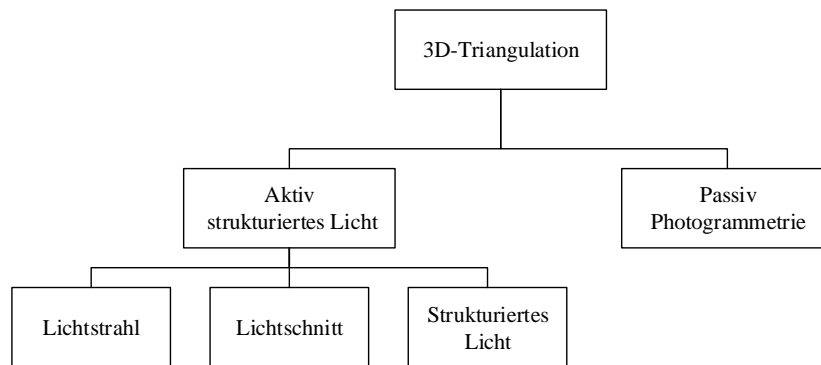 3D-Triangulation
Aktiv
strukturiertes Licht
Passiv
Photogrammetrie
Lichtstrahl
Lichtschnitt
Strukturiertes
Licht